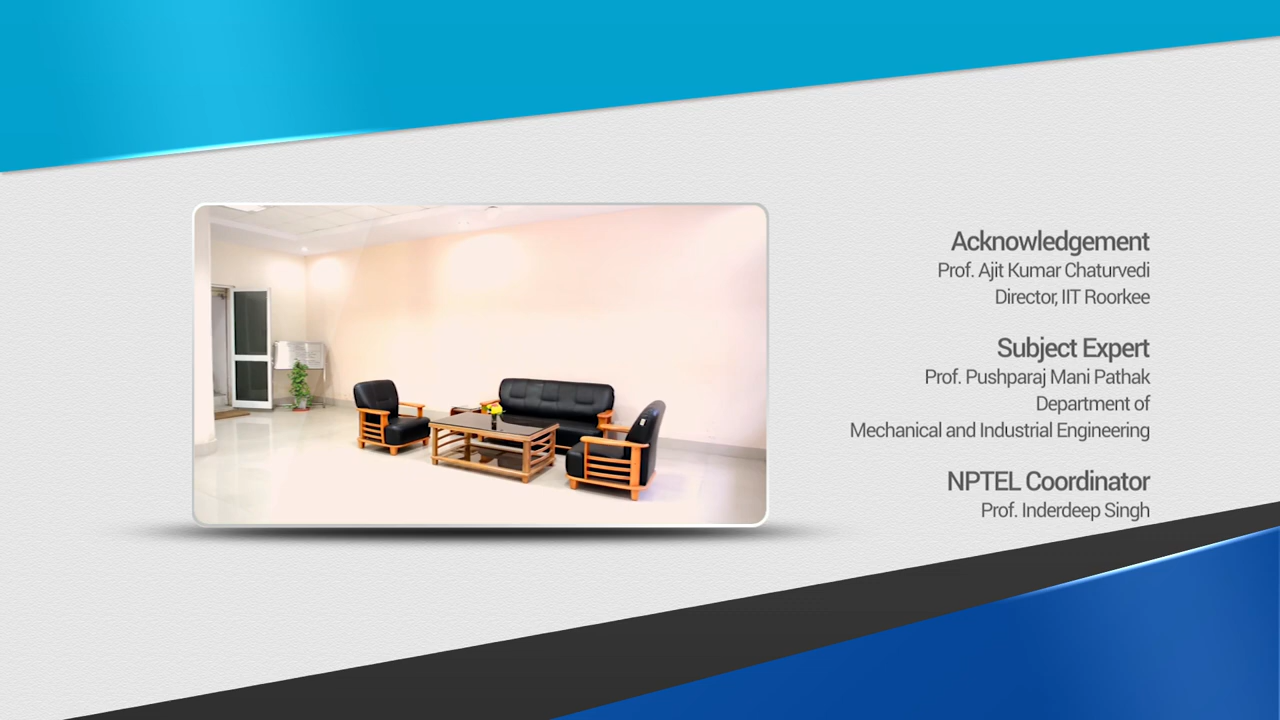 Acknowledgement
Prof. Ajit Kumar Chaturvedi
Director, IIT Roorkee
Subject Expert
Prof. Pushparaj Mani Pathak
Department of
Mechanical and Industrial Engineering
NPTEL Coordinator
Prof. Inderdeep Singh